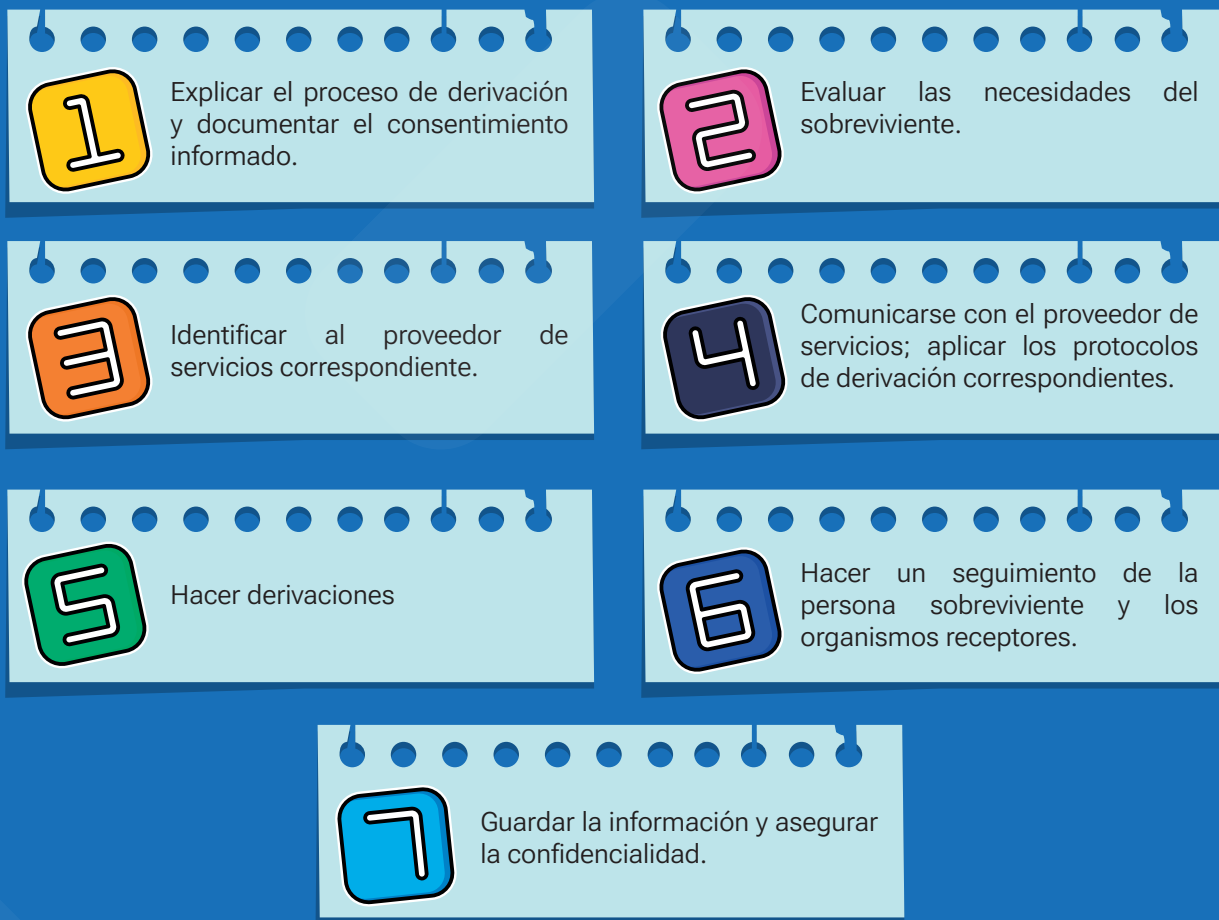 1
Explicar el proceso de derivación
y documentar el consentimiento
informado.
2
Evaluar las necesidades del
sobreviviente.
3
Identificar al proveedor de
servicios correspondiente.
4
Comunicarse con el proveedor de
servicios; aplicar los protocolos
de derivación correspondientes.
5
Hacer derivaciones
6
Hacer un seguimiento de la
persona sobreviviente y los
organismos receptores.
7
Guardar la información y asegurar
la confidencialidad.